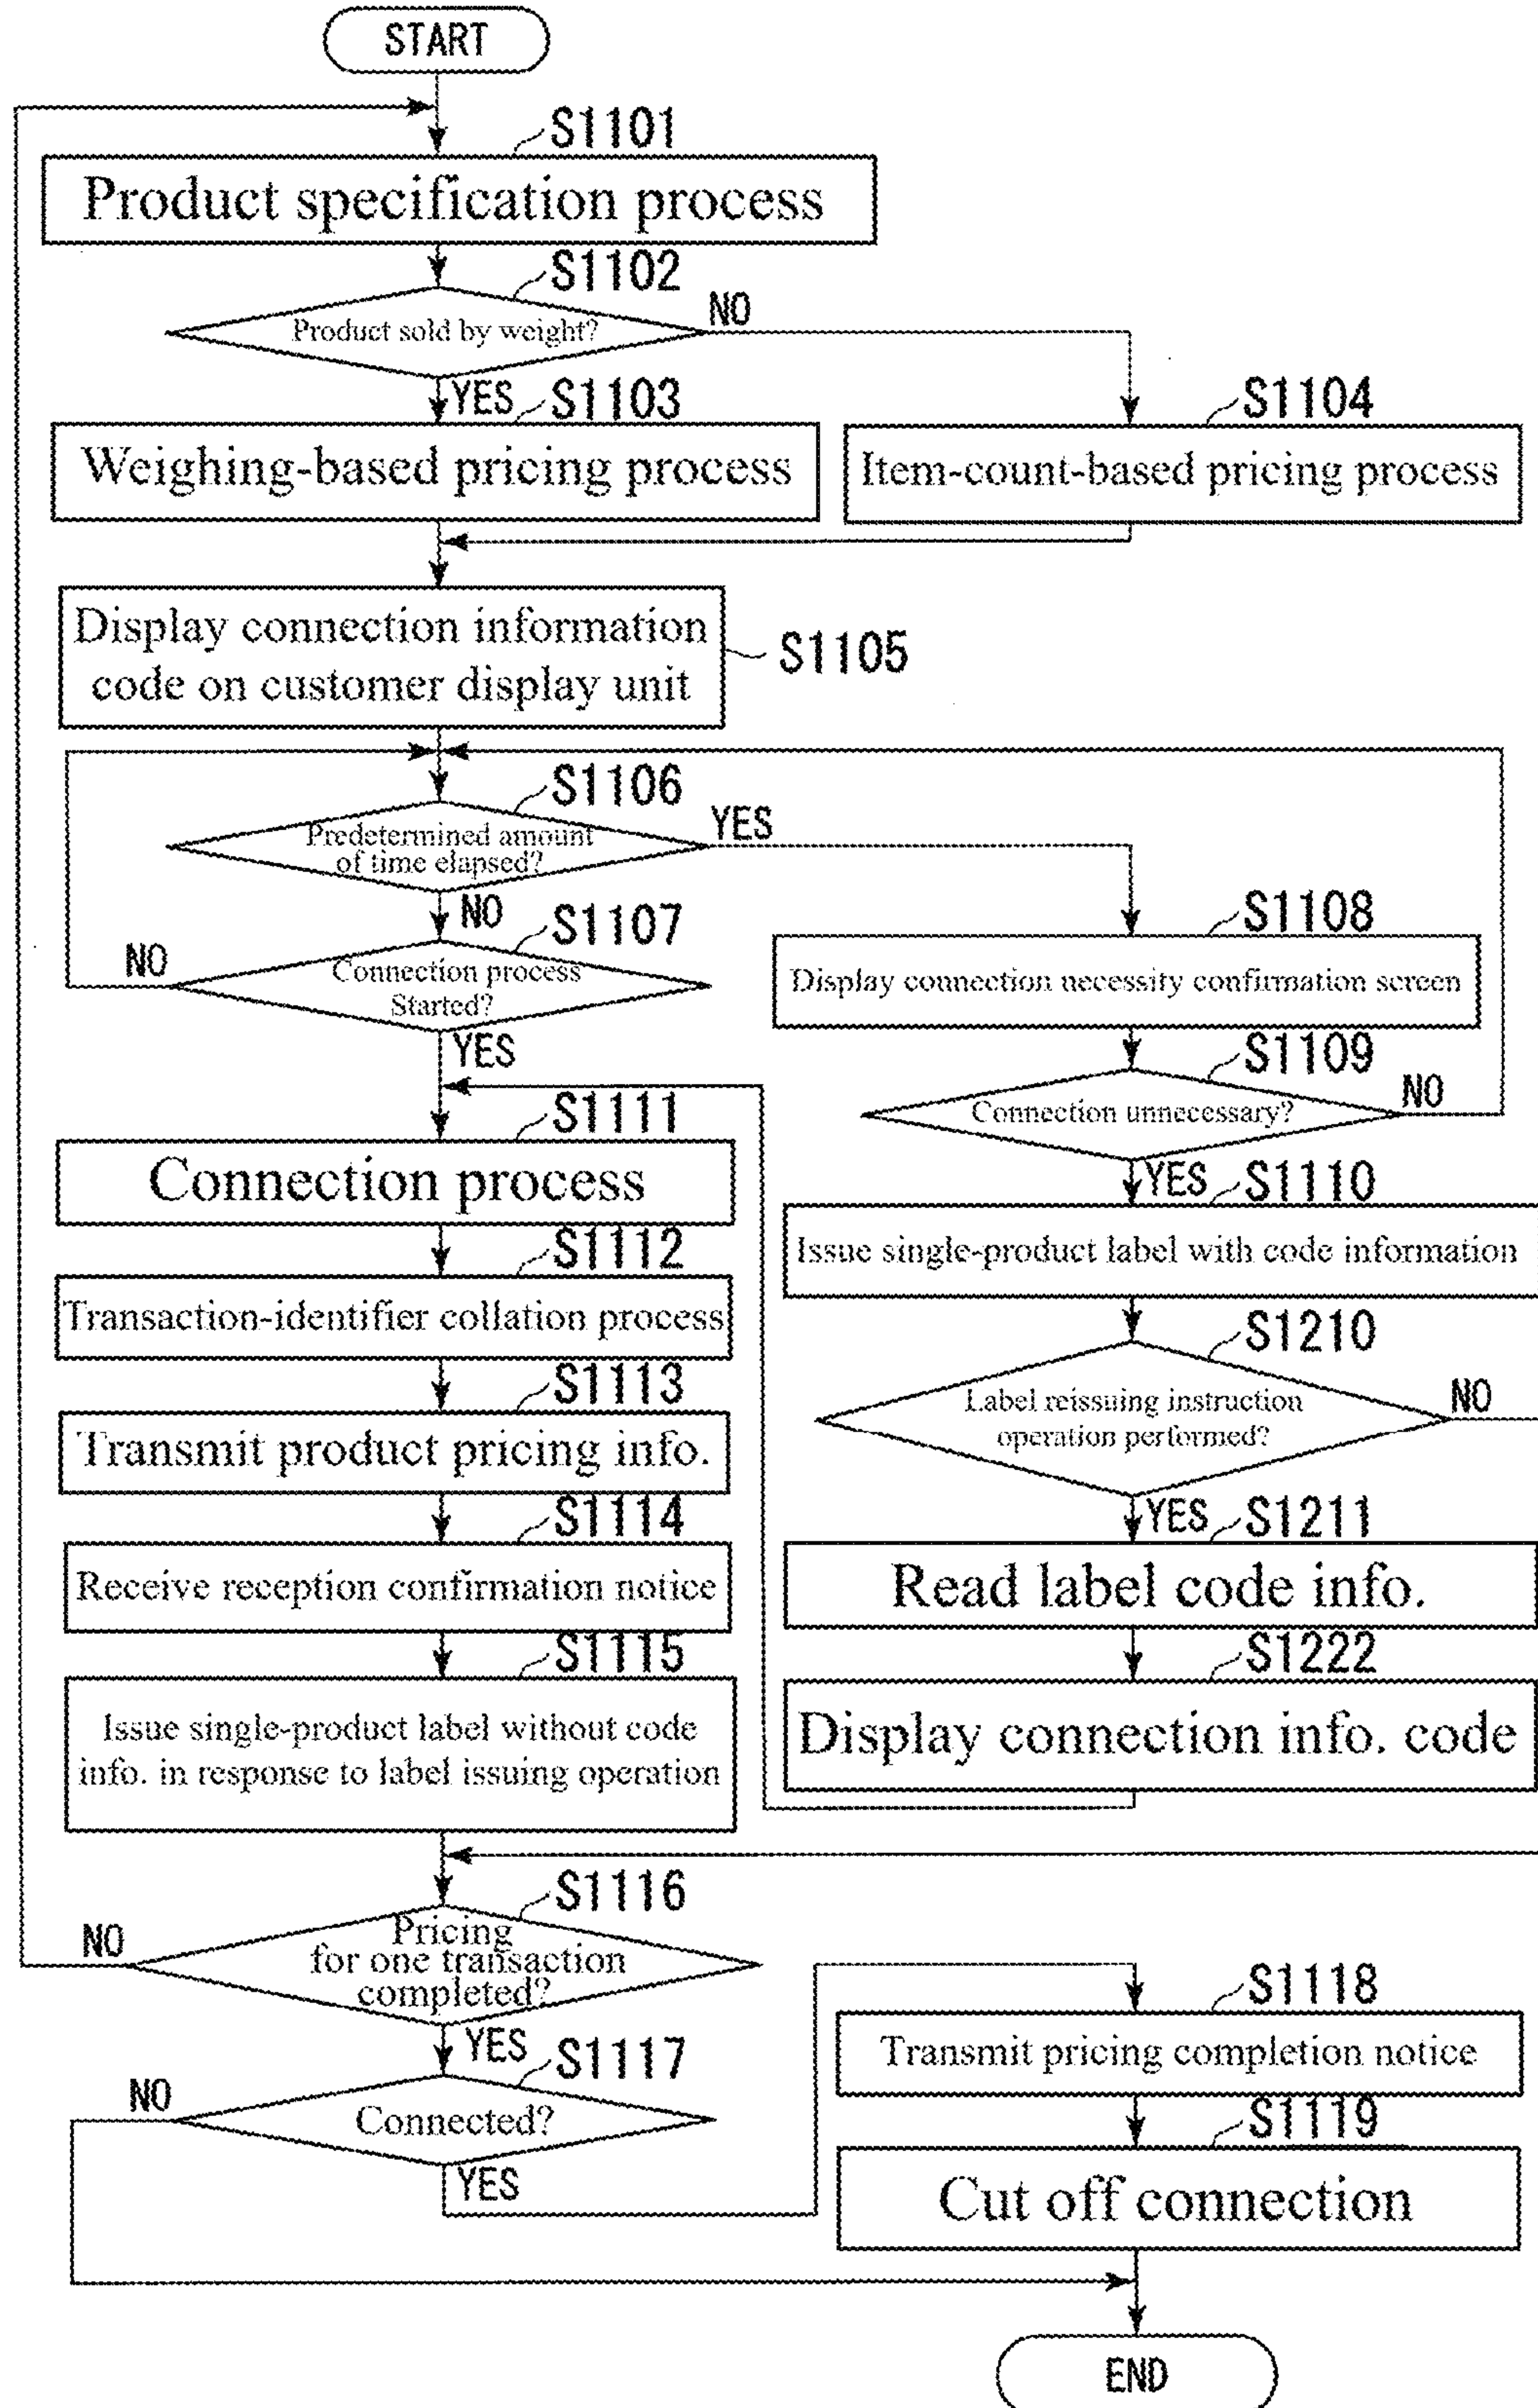 START
S1101
Product specification process
S1102
Product sold by weight?
NO
YES
S1103
Weighing-based pricing process
S1104
Item-count-based pricing process
Display connection information
code on customer display unit
S1105
S1106
Predetermined amount
of time elapsed?
YES
NO
S1107
Connection process
Started?
NO
YES
S1108
Display connection necessity confirmation screen
S1109
Connection unnecessary?
NO
YES
S1110
Issue single-product label with code information
S1111
Connection process
S1112
Transaction-identifier collation process
S1113
Transmit product pricing info.
S1114
Receive reception confirmation notice
S1115
Issue single-product label without code
info. in response to label issuing operation
S1210
Label reissuing instruction
operation performed?
NO
YES
S1211
Read label code info.
S1222
Display connection info. code
S1116
Pricing
for one transaction
completed?
NO
YES
S1117
Connected?
NO
YES
S1118
Transmit pricing completion notice
S1119
Cut off connection
END